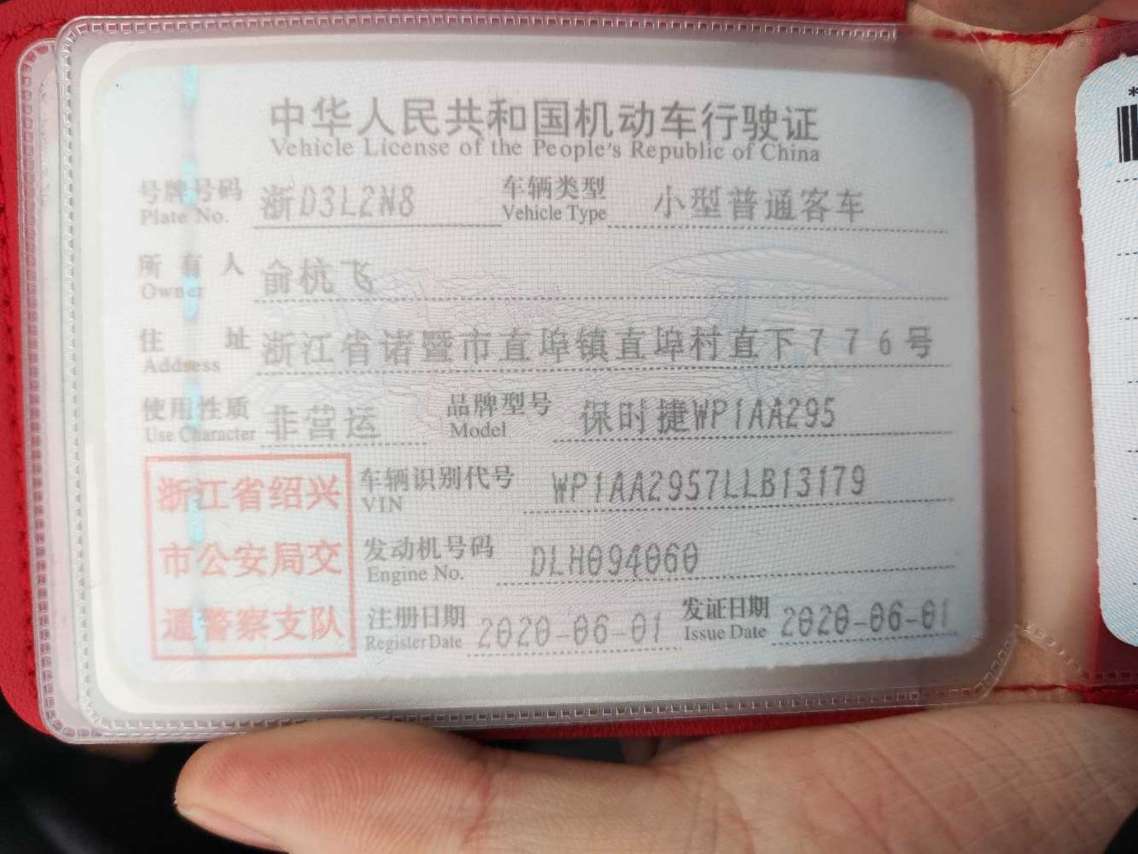 中华人民共和国机动车行驶证
Vehicle License of the People's Republic of China
号牌号码 浙D3L2N8 车辆类型 小型普通客车
Plate No. Vehicle Type
所有人 俞杭飞
Owner
住址 浙江省诸暨市直埠镇直埠村直下776号
Address
使用性质 非营运 品牌型号 保时捷WP1AA295
Use Character Model
浙江省绍兴
市公安局交
通警察支队
车辆识别代号 WP1AA2957LLB13179
VIN
发动机号码 DLH094060
Engine No.
注册日期 2020-06-01 发证日期 2020-06-01
Register Date Issue Date
*